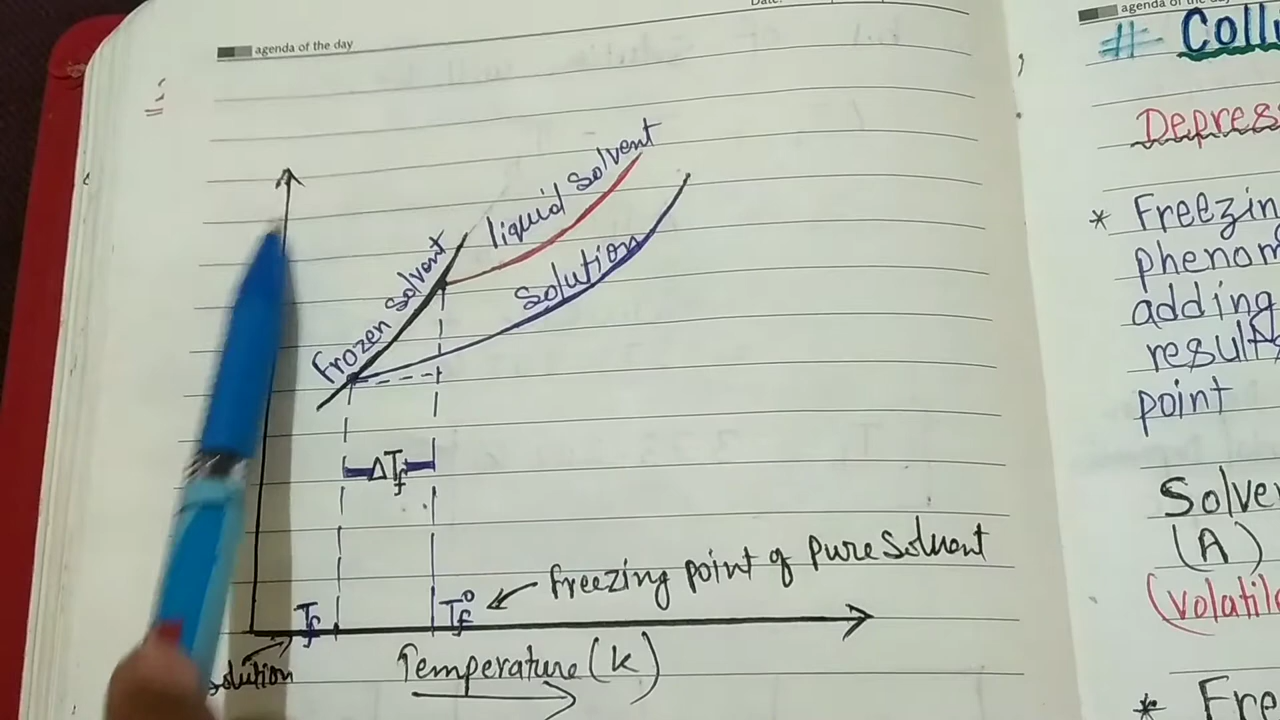 agenda of the day
Frozen Solvent
liquid Solvent
Solution
ΔTf
Tf
Tf°
freezing point of Pure Solvent
Solution
Temperature (K)
agenda of the
# Coll
Depres
* Freezin
phenom
adding
result
point
Solve
(A)
(volatil
* Fre